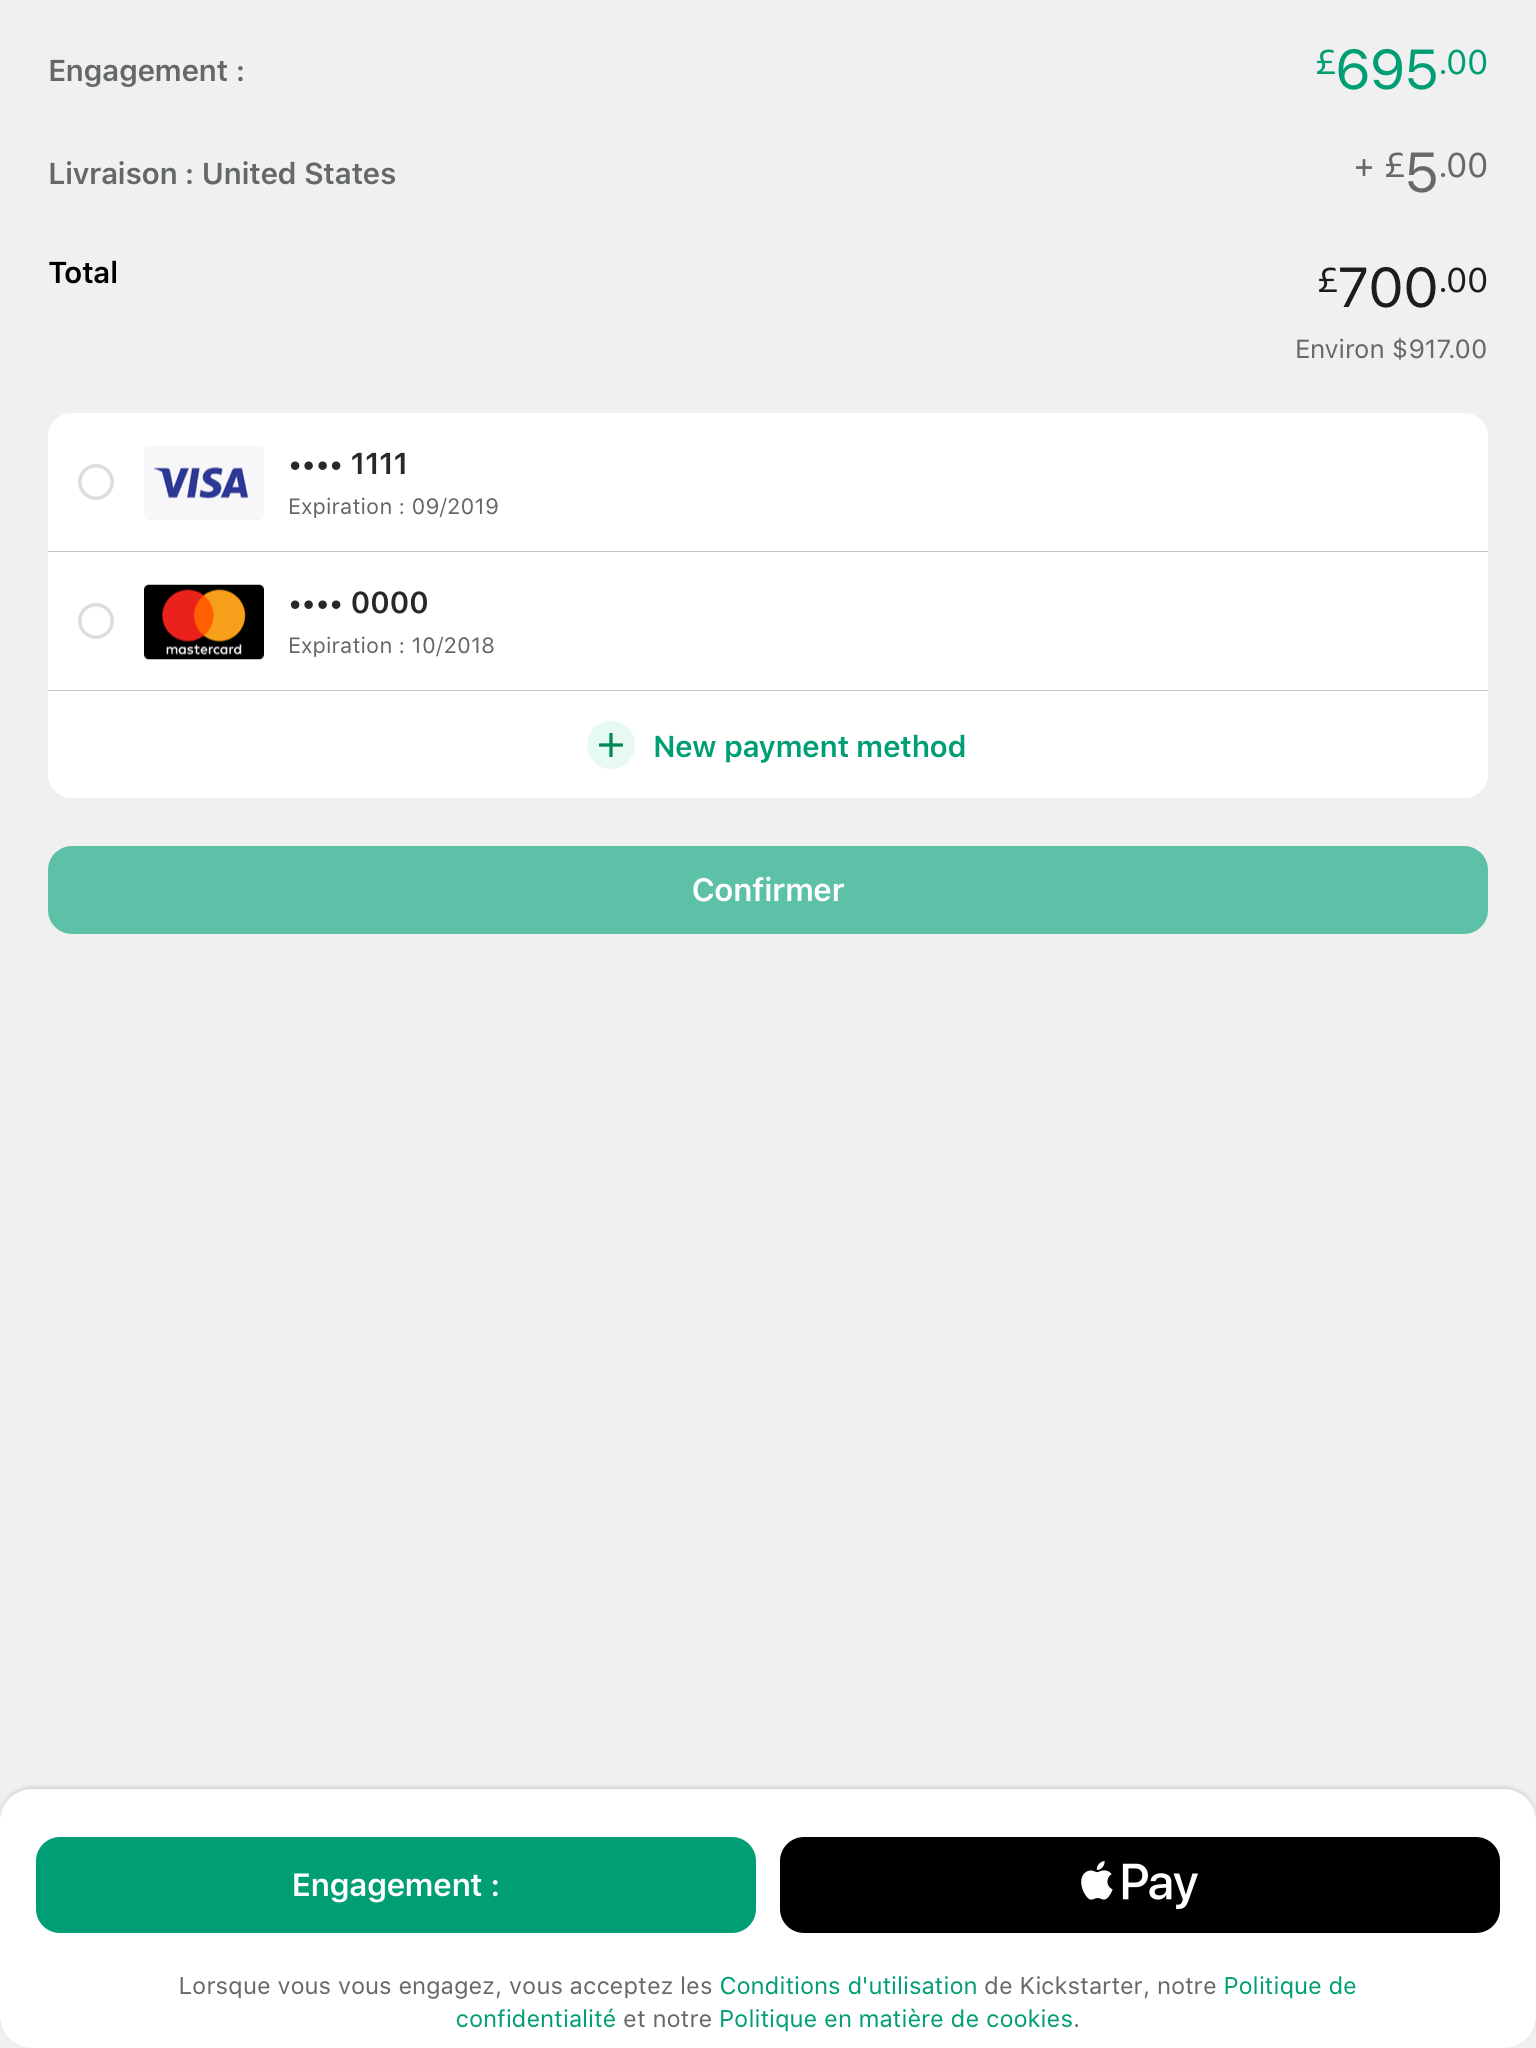 Engagement : £695.00
Livraison : United States + £5.00
Total £700.00
Environ $917.00
VISA •••• 1111
Expiration : 09/2019
•••• 0000
mastercard Expiration : 10/2018
New payment method
Confirmer
Engagement : Pay
Lorsque vous vous engagez, vous acceptez les Conditions d'utilisation de Kickstarter, notre Politique de
confidentialité et notre Politique en matière de cookies.